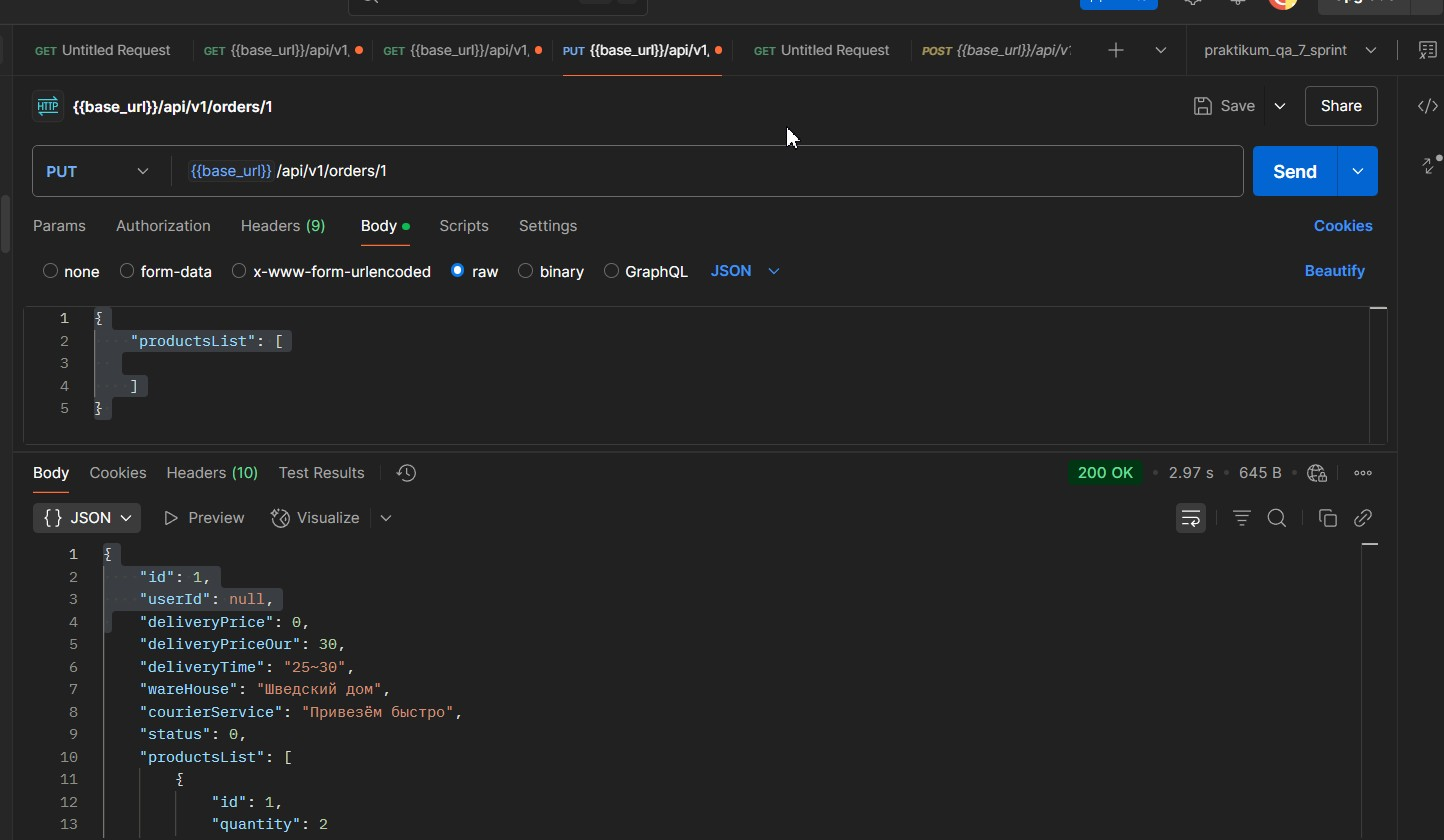 GET Untitled Request GET {{base_url}}/api/v1, GET {{base_url}}/api/v1, PUT {{base_url}}/api/v1, GET Untitled Request POST {{base_url}}/api/v1 praktikum_qa_7_sprint
HTTP {{base_url}}/api/v1/orders/1 Save Share
PUT {{base_url}} /api/v1/orders/1 Send
Params Authorization Headers (9) Body Scripts Settings Cookies
none form-data x-www-form-urlencoded raw binary GraphQL JSON Beautify
1 {
2 "productsList": [
3
4 ]
5 }
Body Cookies Headers (10) Test Results 200 OK 2.97 s 645 B
{} JSON Preview Visualize
1 {
2 "id": 1,
3 "userId": null,
4 "deliveryPrice": 0,
5 "deliveryPriceOur": 30,
6 "deliveryTime": "25~30",
7 "wareHouse": "Шведский дом",
8 "courierService": "Привезём быстро",
9 "status": 0,
10 "productsList": [
11 {
12 "id": 1,
13 "quantity": 2